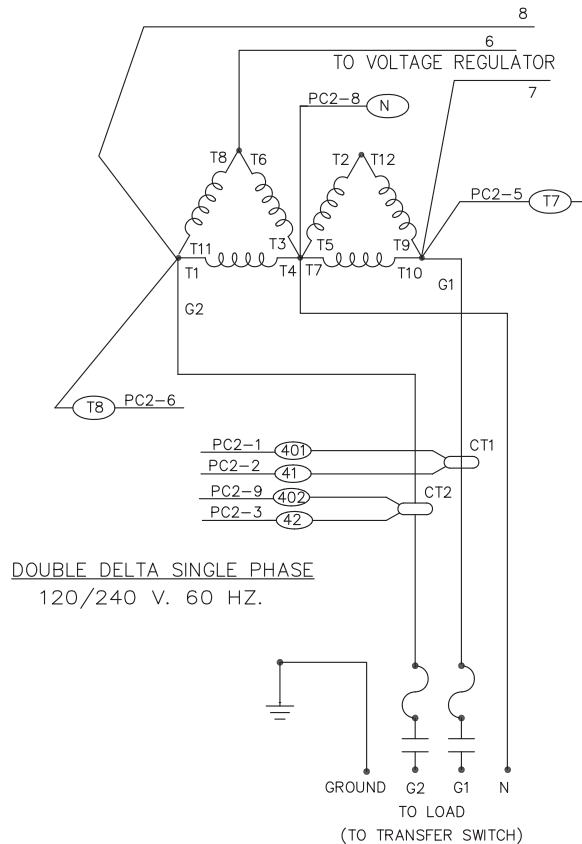 8
6
TO VOLTAGE REGULATOR
7
PC2-8 N
T8 T6 T2 T12
PC2-5 T7
T11 T3 T5 T9
T1 T4 T7 T10
G1
G2
T8 PC2-6
PC2-1 401 CT1
PC2-2 41
PC2-9 402 CT2
PC2-3 42
DOUBLE DELTA SINGLE PHASE
120/240 V. 60 HZ.
GROUND G2 G1 N
TO LOAD
(TO TRANSFER SWITCH)